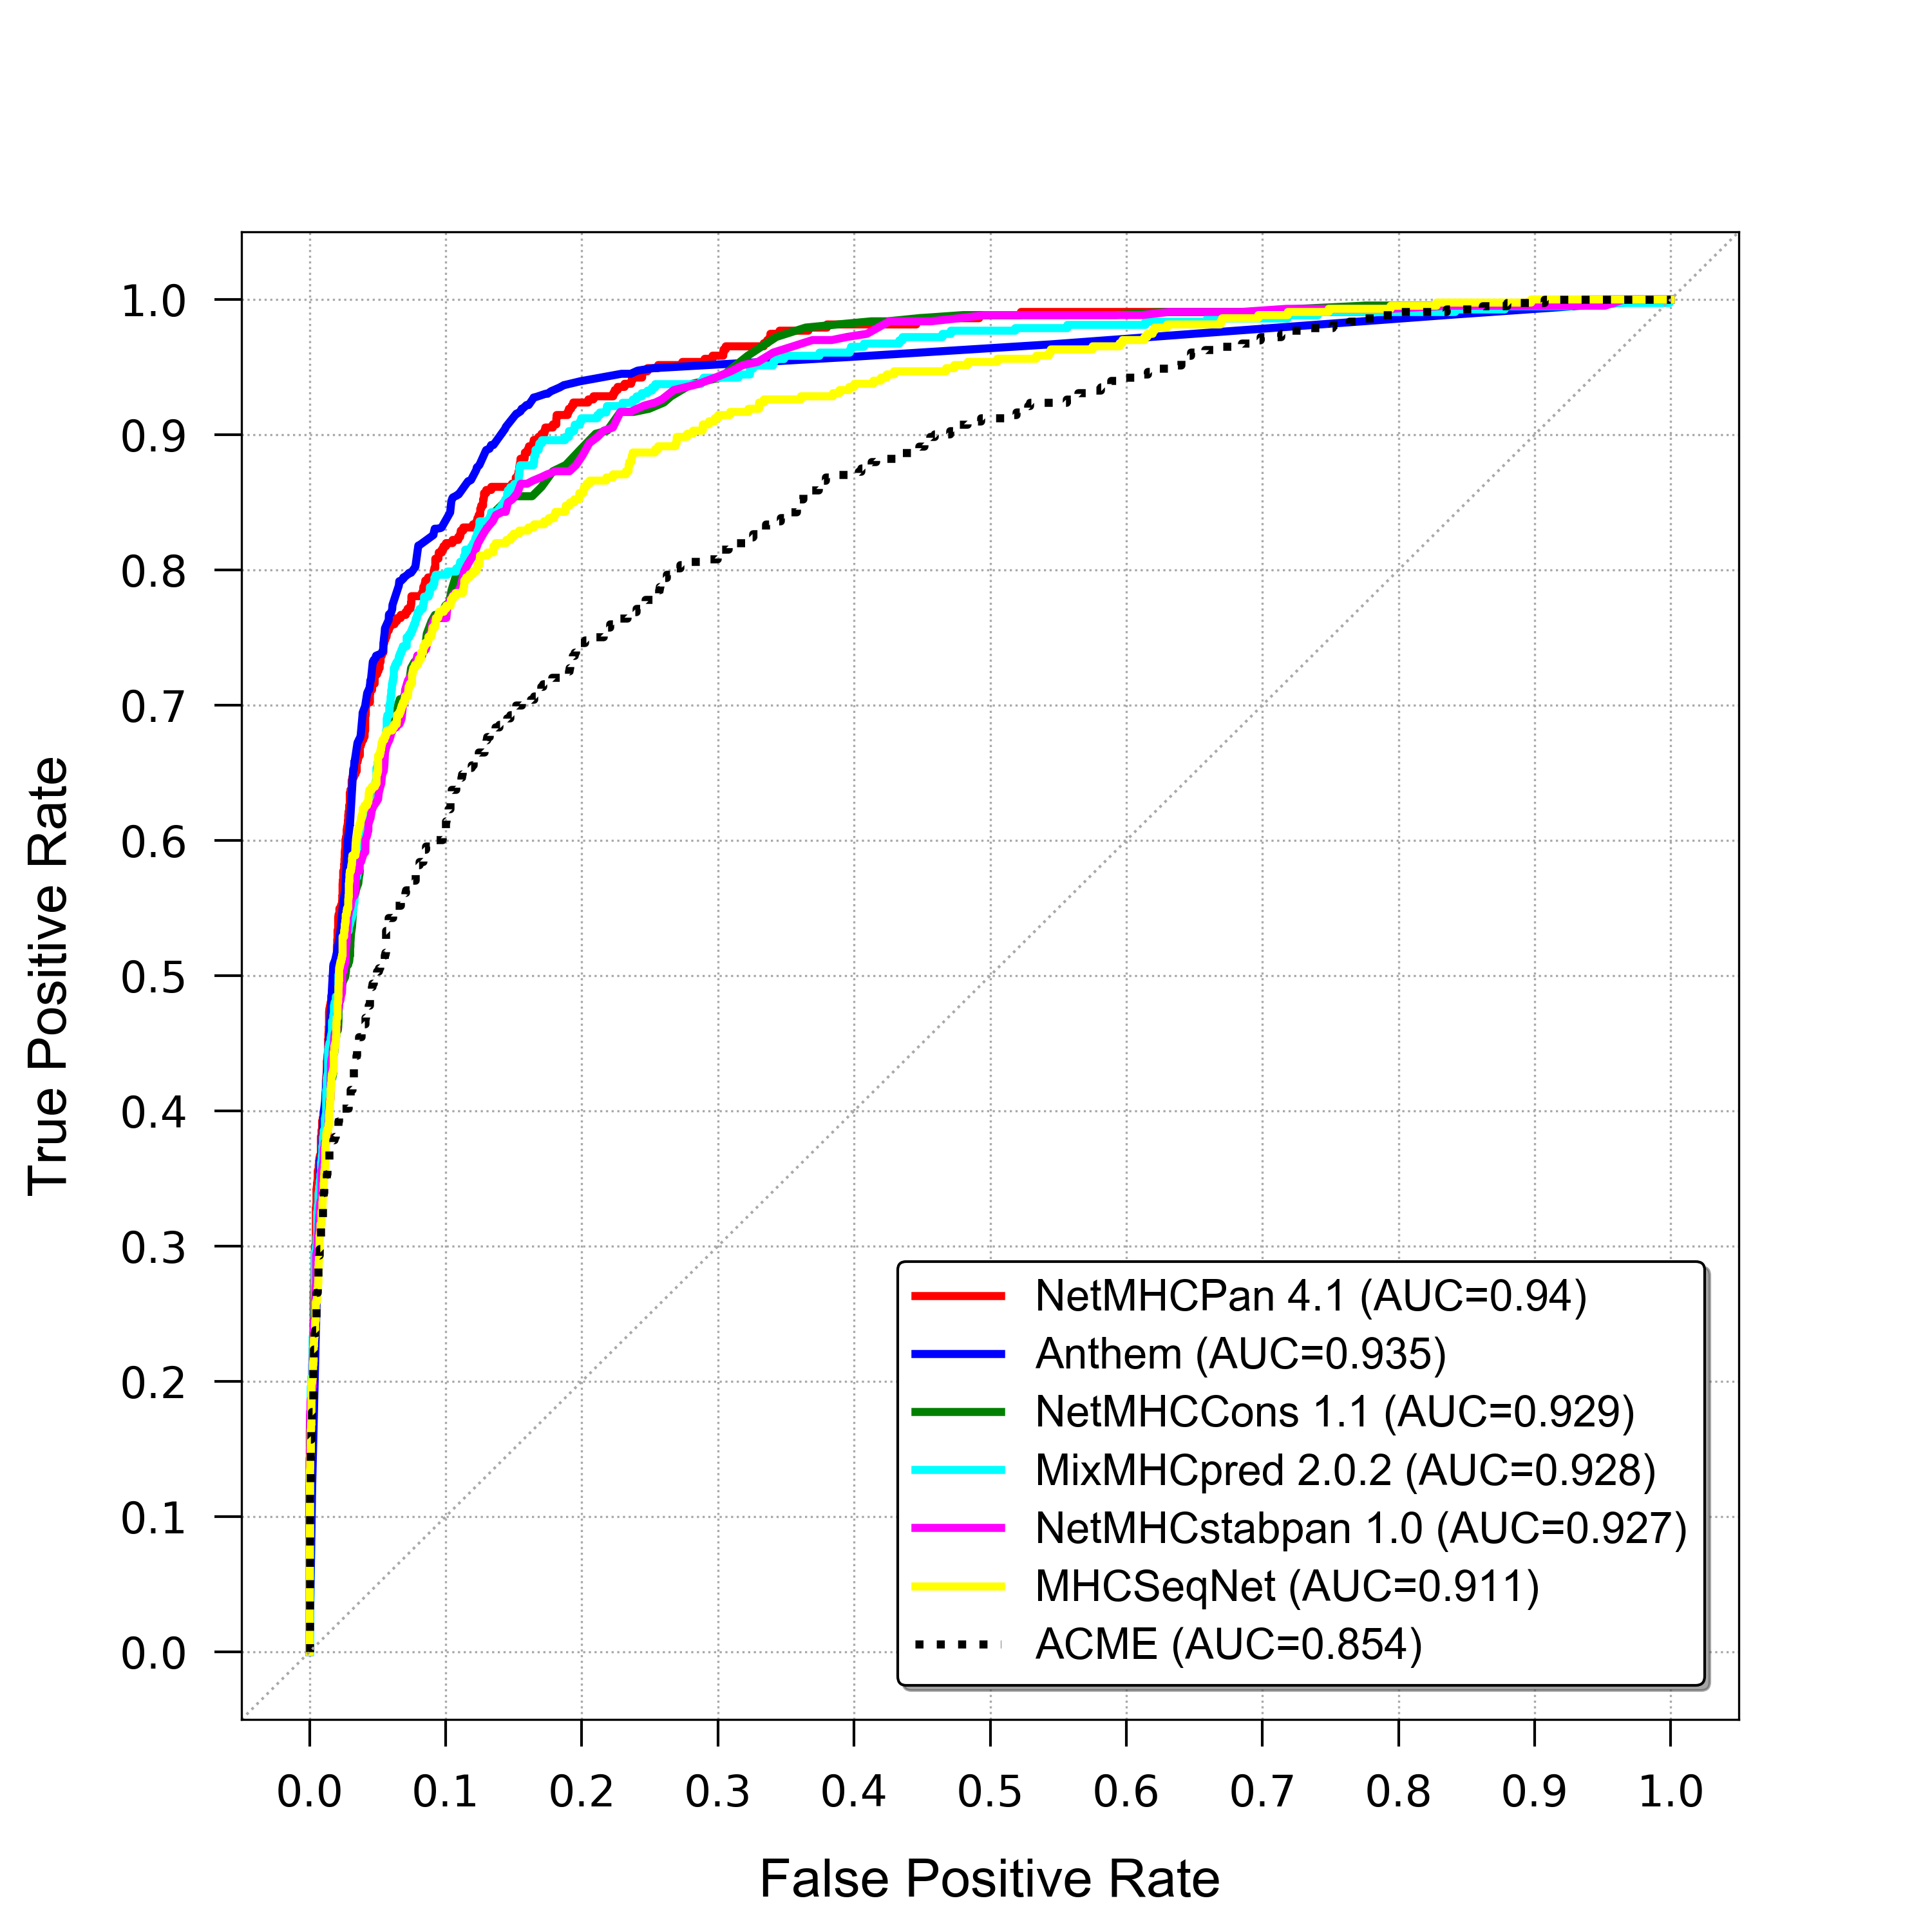 1.0
0.9
0.8
0.7
0.6
0.5
0.4
0.3
0.2
0.1
0.0
True Positive Rate
NetMHCPan 4.1 (AUC=0.94)
Anthem (AUC=0.935)
NetMHCCons 1.1 (AUC=0.929)
MixMHCpred 2.0.2 (AUC=0.928)
NetMHCstabpan 1.0 (AUC=0.927)
MHCSeqNet (AUC=0.911)
ACME (AUC=0.854)
0.0 0.1 0.2 0.3 0.4 0.5 0.6 0.7 0.8 0.9 1.0
False Positive Rate